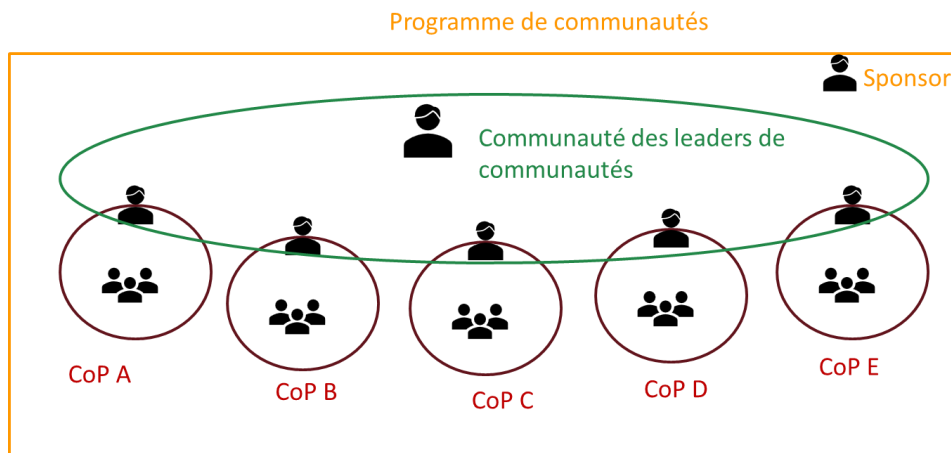 Programme de communautés
Sponsor
Communauté des leaders de
communautés
CoP A
CoP B
CoP C
CoP D
CoP E